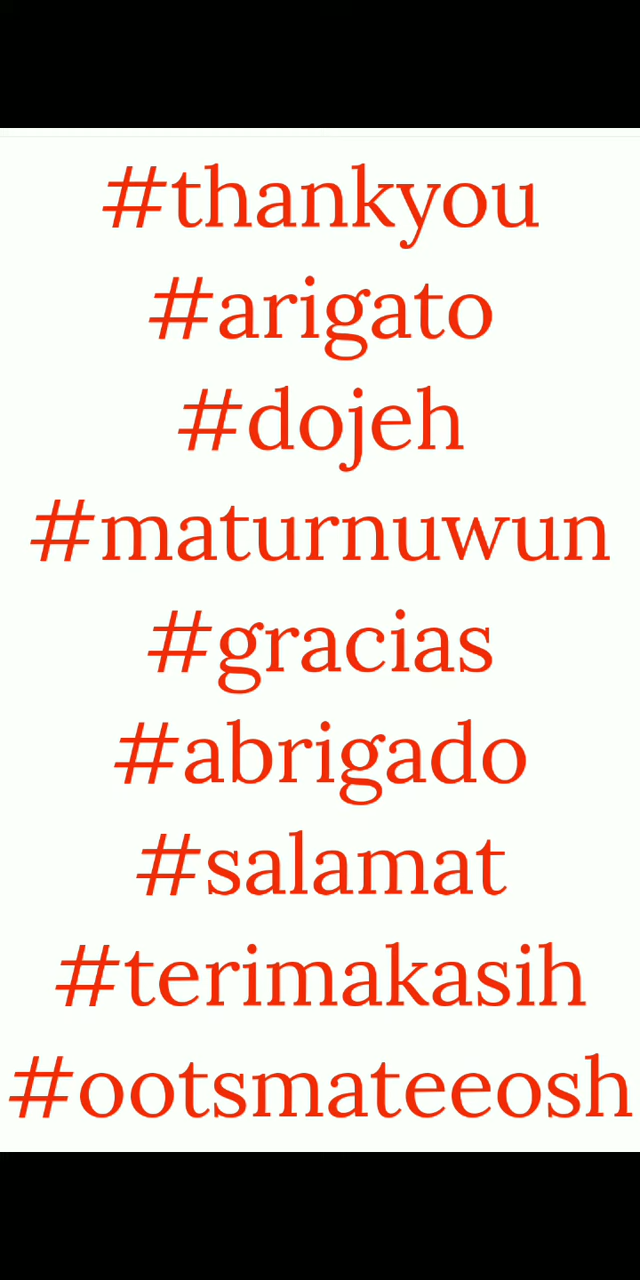 #thankyou
#arigato
#dojeh
#maturnuwun
#gracias
#abrigado
#salamat
#terimakasih
#ootsmateeosh